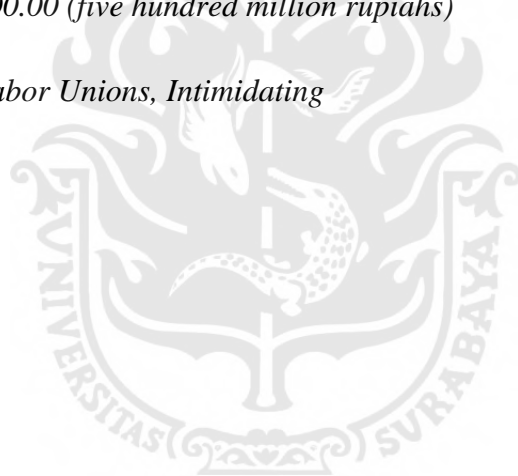 00.00 (five hundred million rupiahs)
abor Unions, Intimidating
UNIVERSITAS SURABAYA